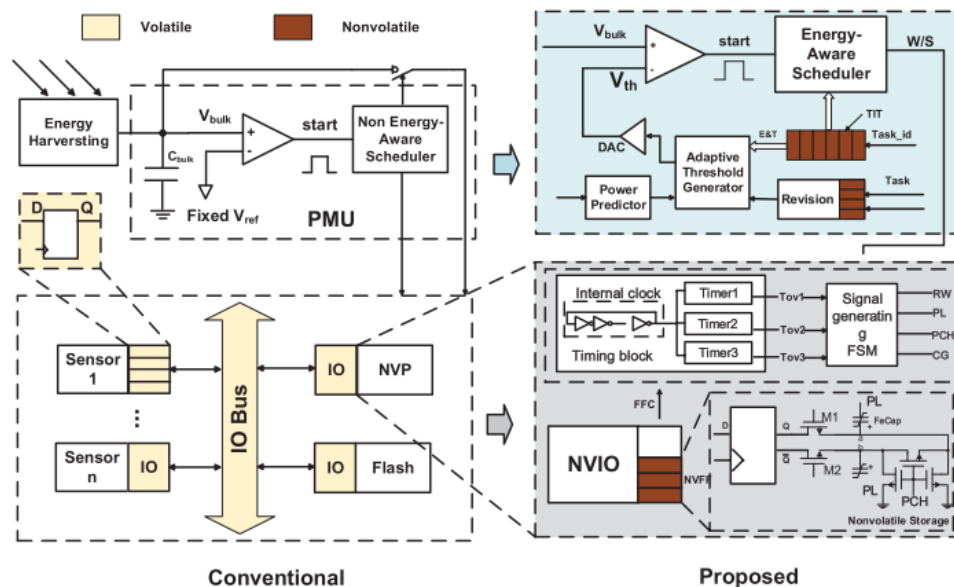 Volatile
Nonvolatile
Energy
Harversting
V_bulk
start
Non Energy-
Aware
Scheduler
C_bulk
Fixed V_ref
PMU
D
Q
V_bulk
start
Energy-
Aware
Scheduler
W/S
V_th
TIT
E&T
Task_id
DAC
Adaptive
Threshold
Generator
Power
Predictor
Revision
Task
Sensor
1
IO
NVP
...
IO Bus
Sensor
n
IO
IO
Flash
Internal clock
Timing block
Timer1
Timer2
Timer3
Tov1
Tov2
Tov3
Signal
generatin
g
FSM
RW
PL
PCH
CG
FFC
NVIO
NVFF
D
Q
Q
M1
M2
PL
FeCap
a
b
PL
PCH
Nonvolatile Storage
Conventional
Proposed